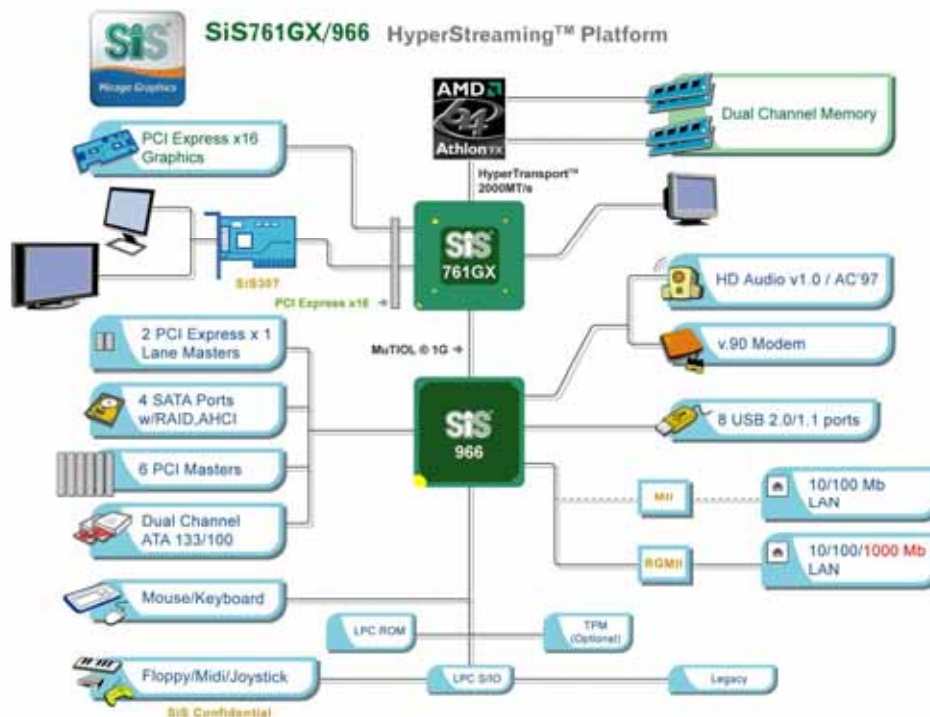 SiS
Mirage Graphics
SiS761GX/966 HyperStreaming™ Platform
AMD
64
Athlon FX
Dual Channel Memory
PCI Express x16
Graphics
HyperTransport™
2000MT/s
SiS
761GX
SiS307
PCI Express x16
HD Audio v1.0 / AC'97
2 PCI Express x 1
Lane Masters
MuTIOL © 1G
v.90 Modem
4 SATA Ports
w/RAID,AHCI
SiS
966
8 USB 2.0/1.1 ports
6 PCI Masters
MII
10/100 Mb
LAN
Dual Channel
ATA 133/100
RGMII
10/100/1000 Mb
LAN
Mouse/Keyboard
LPC ROM
TPM
(Optional)
Floppy/Midi/Joystick
LPC S/IO
Legacy
SiS Confidential